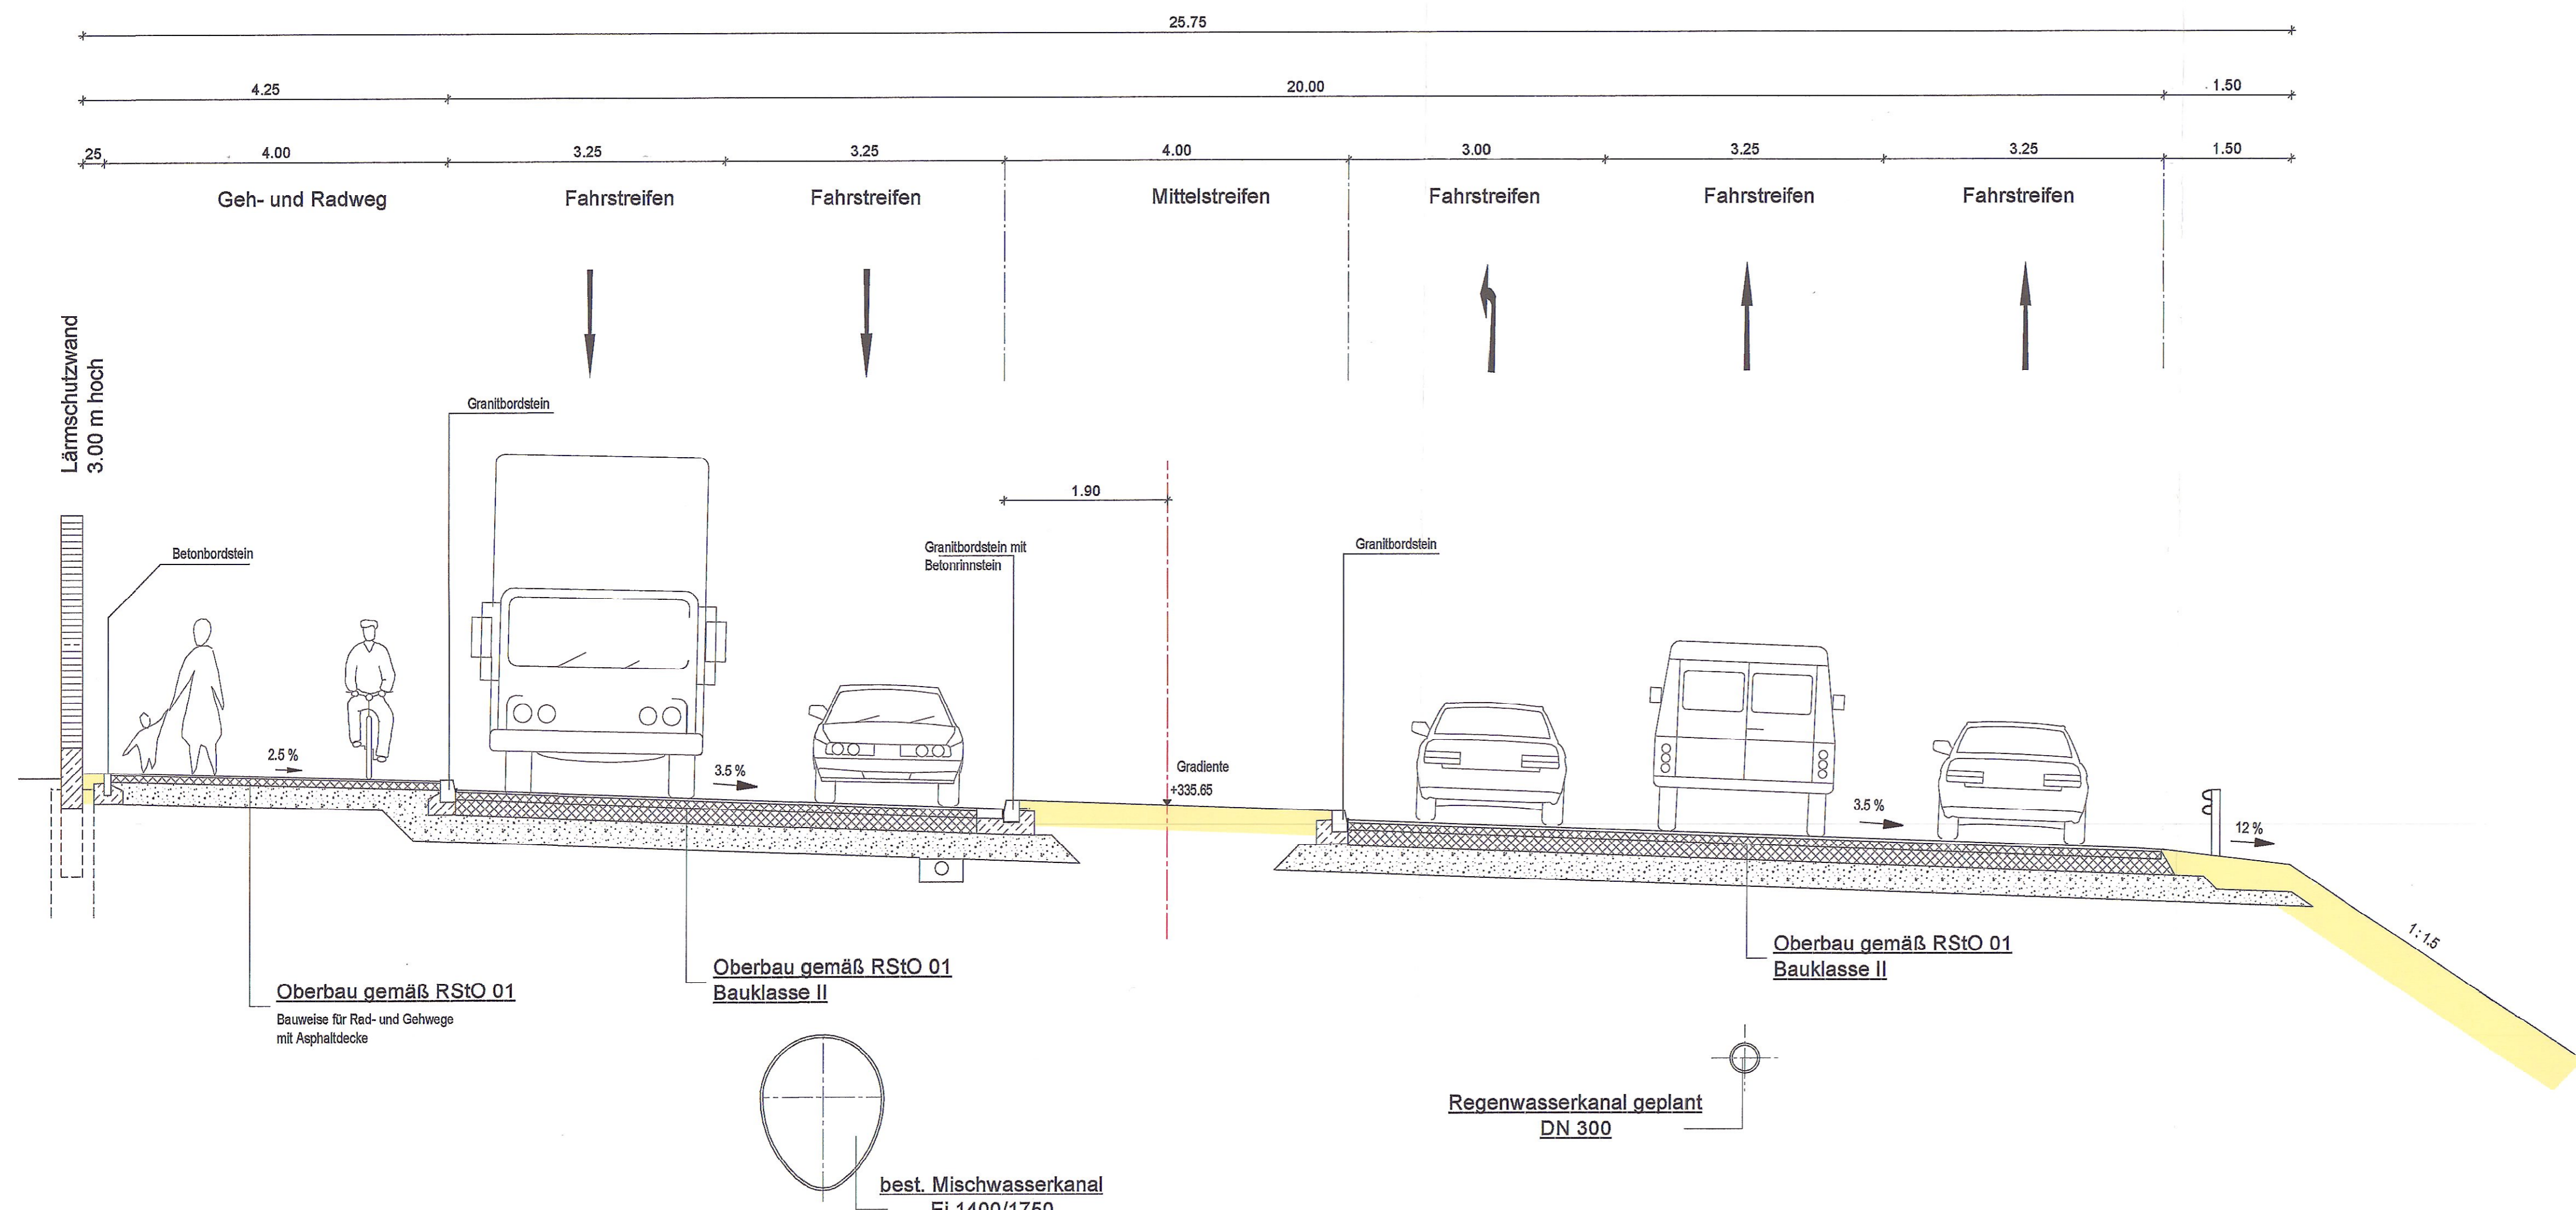 25.75
4.25 20.00 1.50
25 4.00 3.25 3.25 4.00 3.00 3.25 3.25 1.50
Geh- und Radweg Fahrstreifen Fahrstreifen Mittelstreifen Fahrstreifen Fahrstreifen Fahrstreifen
Lärmschutzwand
3.00 m hoch
Granitbordstein
1.90
Betonbordstein
Granitbordstein mit
Betonrinnstein
Granitbordstein
2.5 %
3.5 %
Gradiente
+335.65
3.5 %
12 %
1:1.5
Oberbau gemäß RStO 01
Bauweise für Rad- und Gehwege
mit Asphaltdecke
Oberbau gemäß RStO 01
Bauklasse II
Oberbau gemäß RStO 01
Bauklasse II
Regenwasserkanal geplant
DN 300
best. Mischwasserkanal
Ei 1400/1750